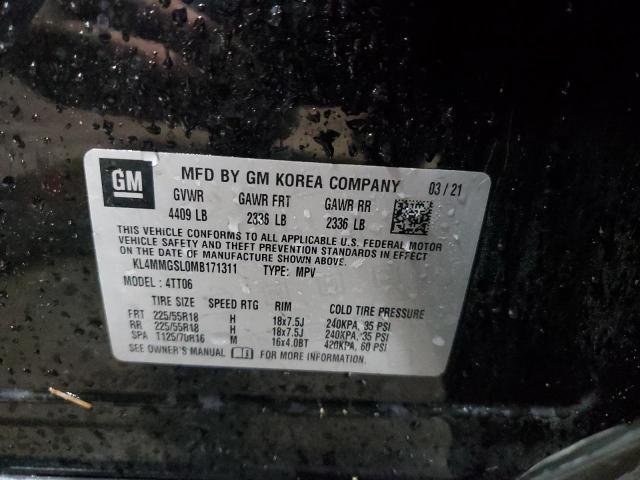 GM
MFD BY GM KOREA COMPANY 03 / 21
GVWR GAWR FRT GAWR RR
4409 LB 2336 LB 2336 LB
THIS VEHICLE CONFORMS TO ALL APPLICABLE U.S. FEDERAL MOTOR
VEHICLE SAFETY AND THEFT PREVENTION STANDARDS IN EFFECT
ON THE DATE OF MANUFACTURE SHOWN ABOVE.
KL4MMGSL0MB171311 TYPE: MPV
MODEL : 4TT06
TIRE SIZE SPEED RTG RIM COLD TIRE PRESSURE
FRT 225/55R18 H 18x7.5J 240KPA, 35 PSI
RR 225/55R18 H 18x7.5J 240KPA, 35 PSI
SPA T125/70R16 M 16x4.0BT 420KPA, 60 PSI
SEE OWNER'S MANUAL FOR MORE INFORMATION